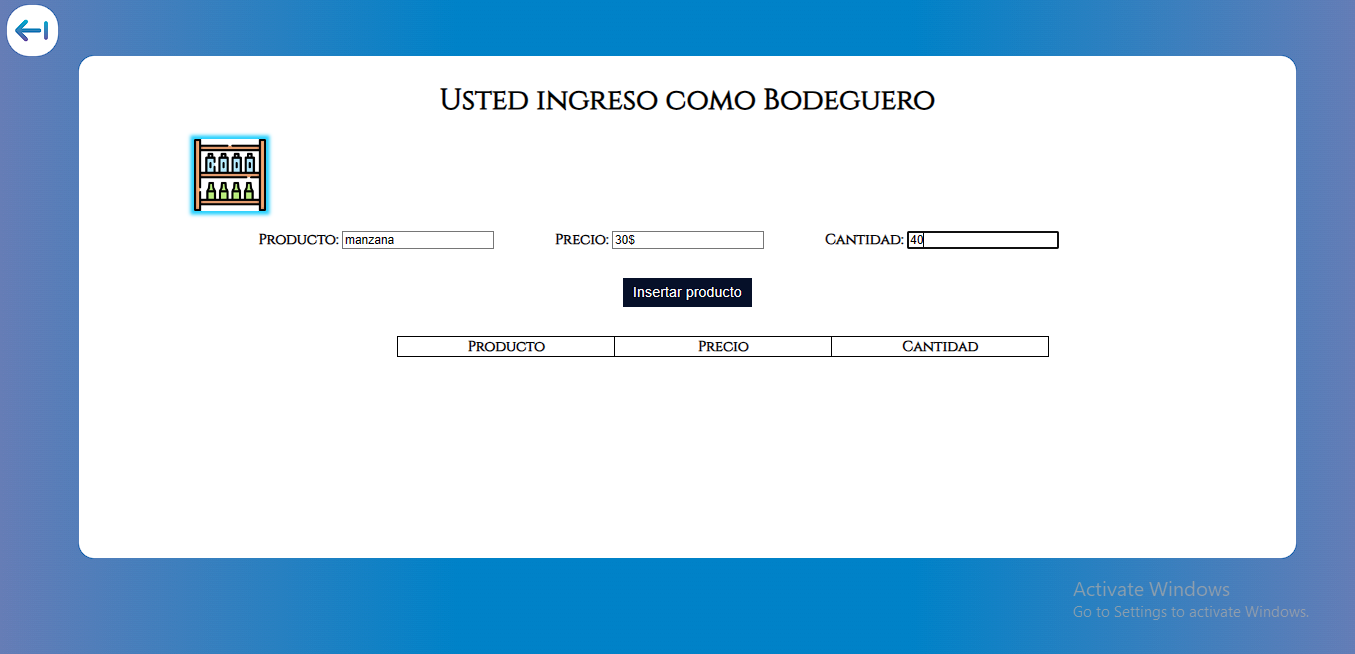 Usted ingreso como Bodeguero
Producto: manzana Precio: 30$ Cantidad: 40
Insertar producto
Producto Precio Cantidad
Activate Windows
Go to Settings to activate Windows.